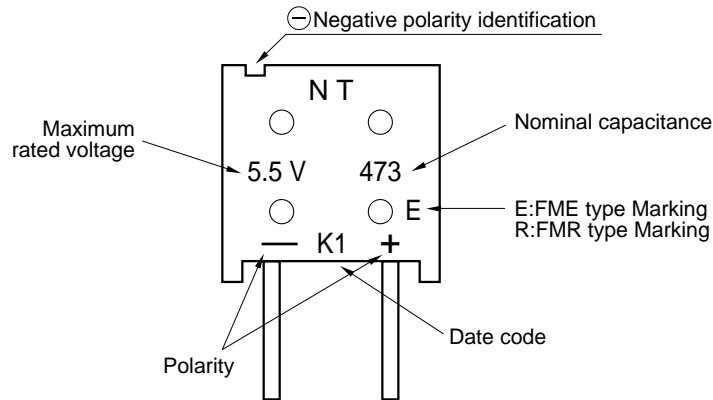 ⊖Negative polarity identification
N T
Maximum
rated voltage
5.5 V
473
Nominal capacitance
E
E:FME type Marking
R:FMR type Marking
— K1 +
Date code
Polarity